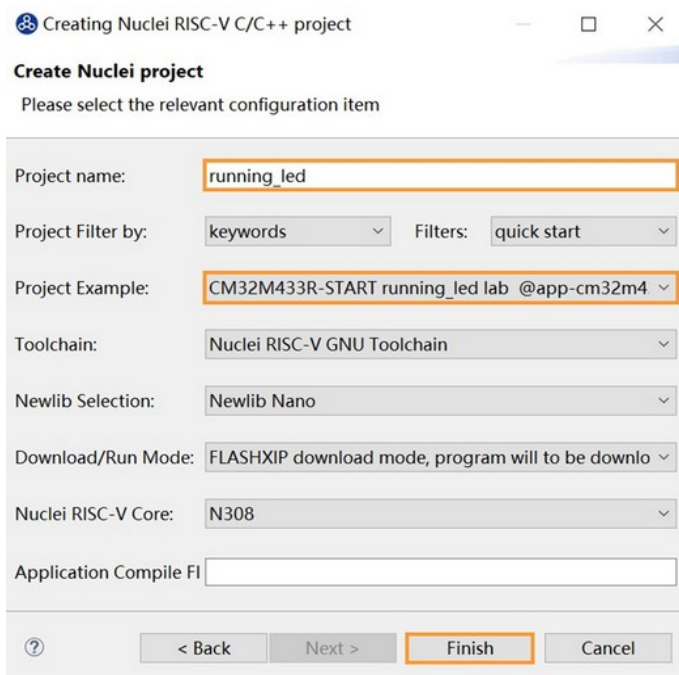 Creating Nuclei RISC-V C/C++ project
Create Nuclei project
Please select the relevant configuration item
Project name: running_led
Project Filter by: keywords Filters: quick start
Project Example: CM32M433R-START running_led lab @app-cm32m4
Toolchain: Nuclei RISC-V GNU Toolchain
Newlib Selection: Newlib Nano
Download/Run Mode: FLASHXIP download mode, program will to be downlo
Nuclei RISC-V Core: N308
Application Compile Fl
? < Back Next > Finish Cancel